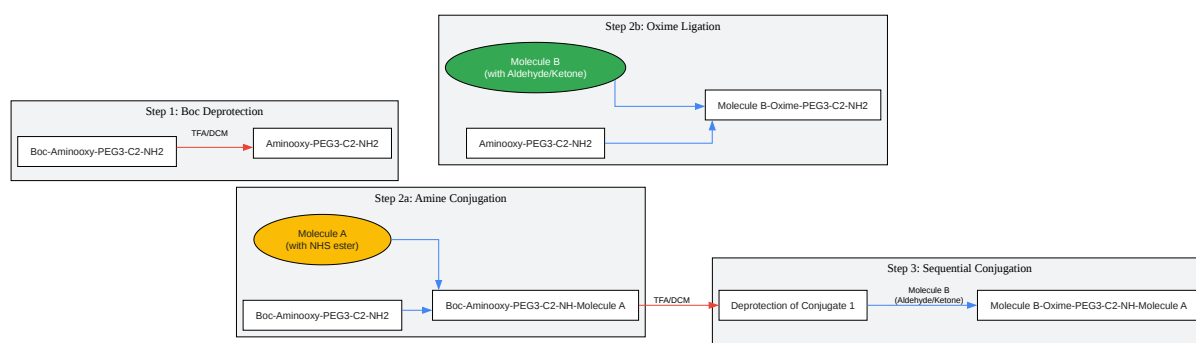 Step 2b: Oxime Ligation
Molecule B
(with Aldehyde/Ketone)
Molecule B-Oxime-PEG3-C2-NH2
Aminooxy-PEG3-C2-NH2
Step 1: Boc Deprotection
Boc-Aminooxy-PEG3-C2-NH2
TFA/DCM
Aminooxy-PEG3-C2-NH2
Step 2a: Amine Conjugation
Molecule A
(with NHS ester)
Boc-Aminooxy-PEG3-C2-NH2
Boc-Aminooxy-PEG3-C2-NH-Molecule A
TFA/DCM
Step 3: Sequential Conjugation
Deprotection of Conjugate 1
Molecule B
(Aldehyde/Ketone)
Molecule B-Oxime-PEG3-C2-NH-Molecule A